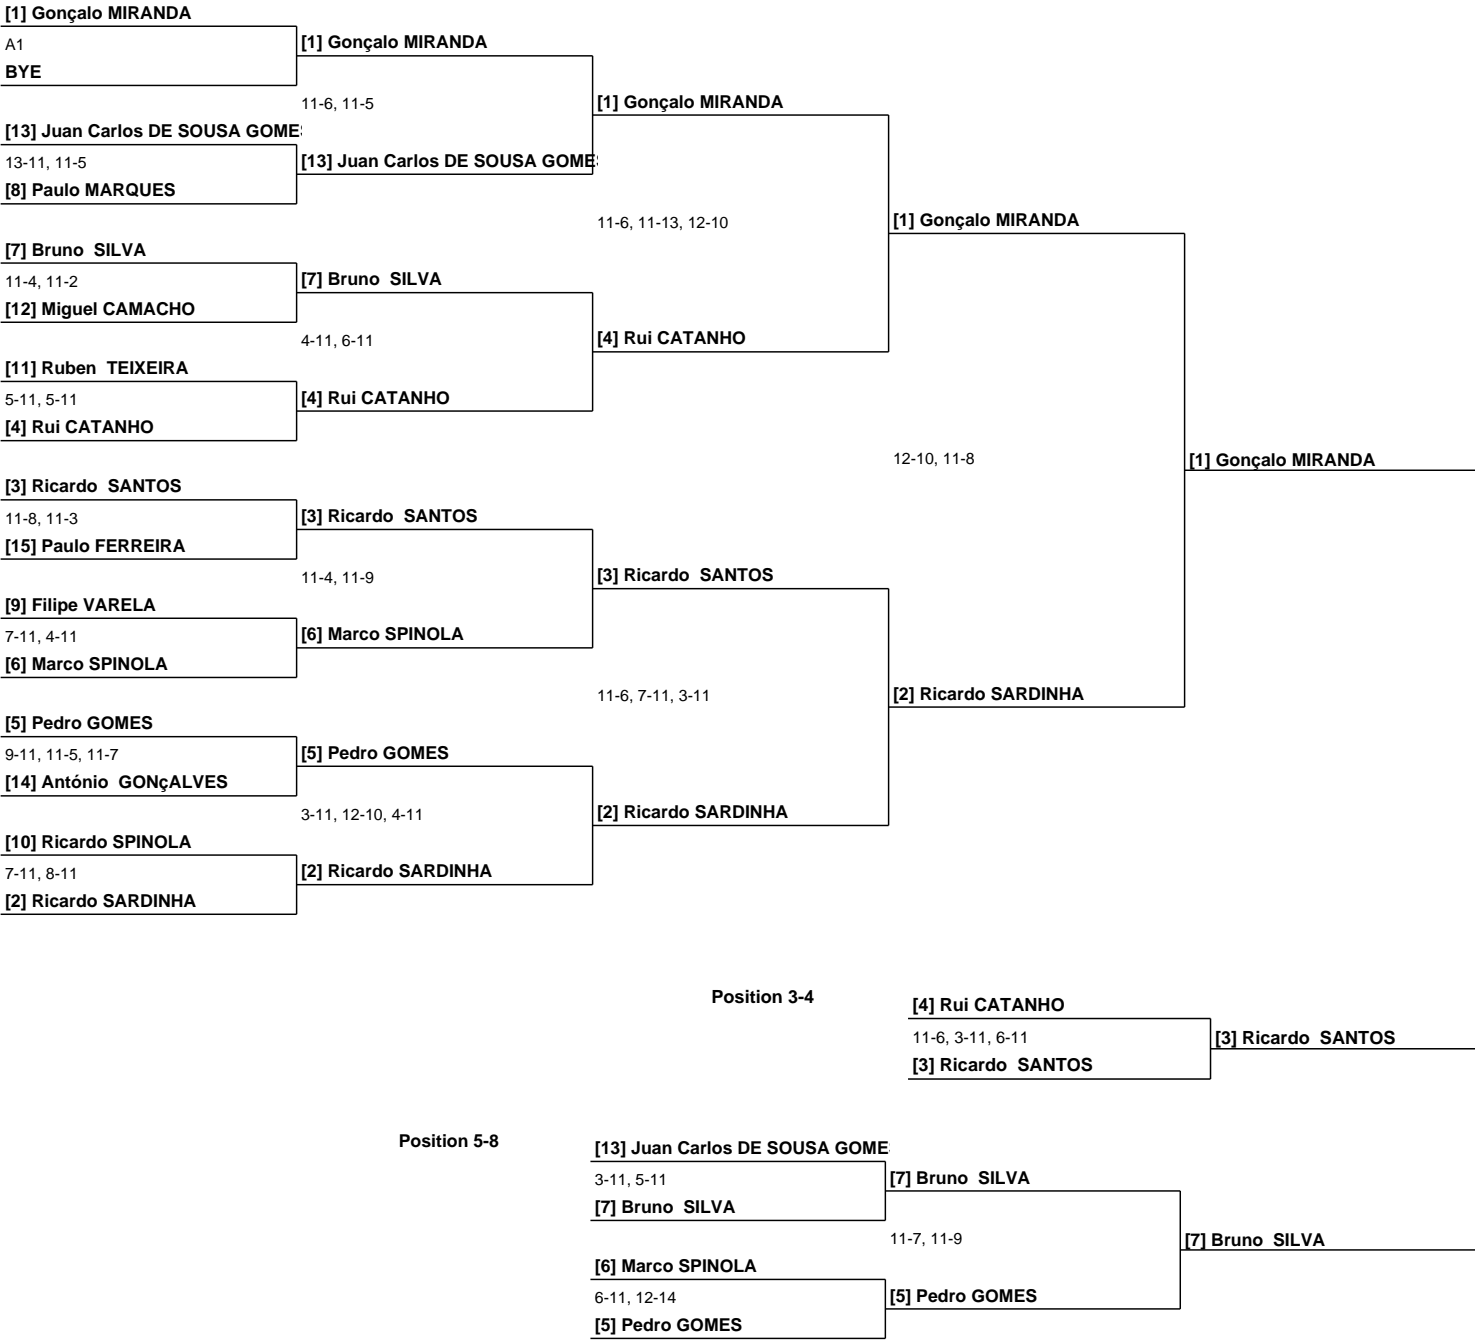 [1] Gonçalo MIRANDA
A1
BYE
[13] Juan Carlos DE SOUSA GOME
13-11, 11-5
[8] Paulo MARQUES
[7] Bruno  SILVA
11-4, 11-2
[12] Miguel CAMACHO
[11] Ruben  TEIXEIRA
5-11, 5-11
[4] Rui CATANHO
[3] Ricardo  SANTOS
11-8, 11-3
[15] Paulo FERREIRA
[9] Filipe VARELA
7-11, 4-11
[6] Marco SPINOLA
[5] Pedro GOMES
9-11, 11-5, 11-7
[14] António  GONçALVES
[10] Ricardo SPINOLA
7-11, 8-11
[2] Ricardo SARDINHA
[1] Gonçalo MIRANDA
11-6, 11-5
[13] Juan Carlos DE SOUSA GOME
[7] Bruno  SILVA
4-11, 6-11
[4] Rui CATANHO
[3] Ricardo  SANTOS
11-4, 11-9
[6] Marco SPINOLA
[5] Pedro GOMES
3-11, 12-10, 4-11
[2] Ricardo SARDINHA
[1] Gonçalo MIRANDA
11-6, 11-13, 12-10
[4] Rui CATANHO
[3] Ricardo  SANTOS
11-6, 7-11, 3-11
[2] Ricardo SARDINHA
[1] Gonçalo MIRANDA
12-10, 11-8
[2] Ricardo SARDINHA
[1] Gonçalo MIRANDA
Position 3-4
[4] Rui CATANHO
11-6, 3-11, 6-11
[3] Ricardo  SANTOS
[3] Ricardo  SANTOS
Position 5-8
[13] Juan Carlos DE SOUSA GOME
3-11, 5-11
[7] Bruno  SILVA
[6] Marco SPINOLA
6-11, 12-14
[5] Pedro GOMES
[7] Bruno  SILVA
11-7, 11-9
[5] Pedro GOMES
[7] Bruno  SILVA